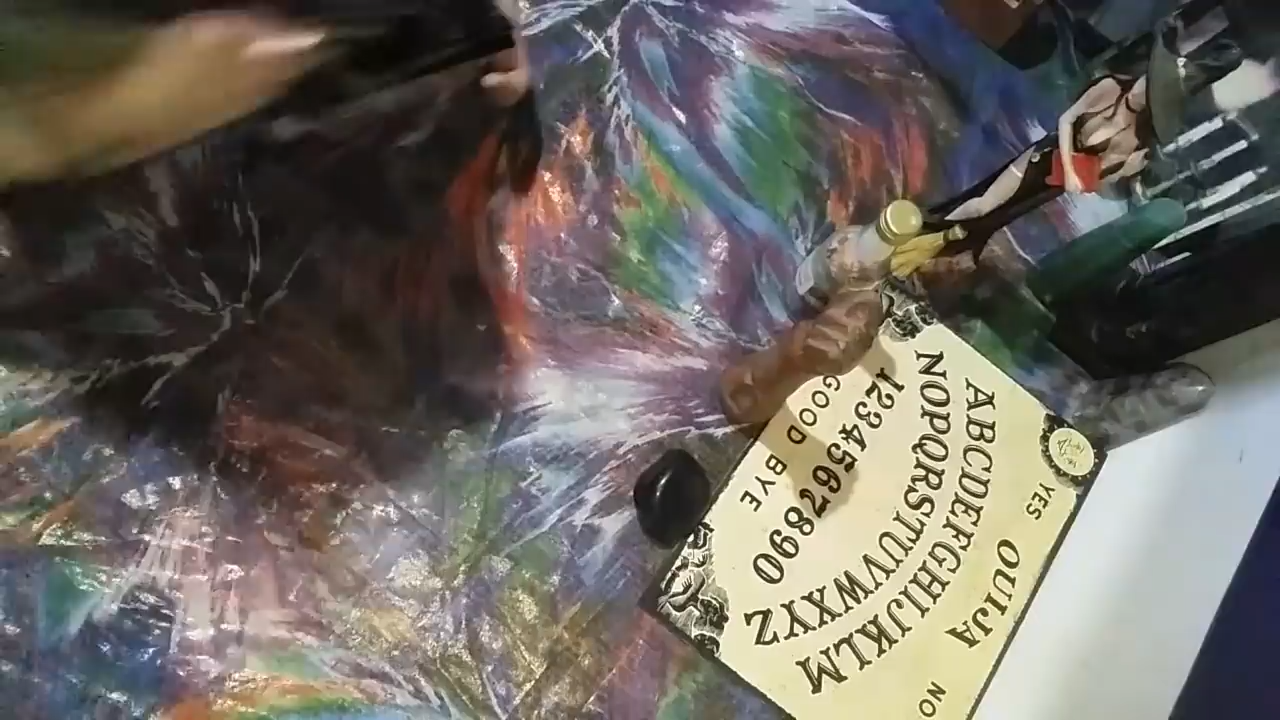 OUIJA
YES
NO
ABCDEFGHIJKLM
NOPQRSTUVWXYZ
1234567890
GOOD BYE